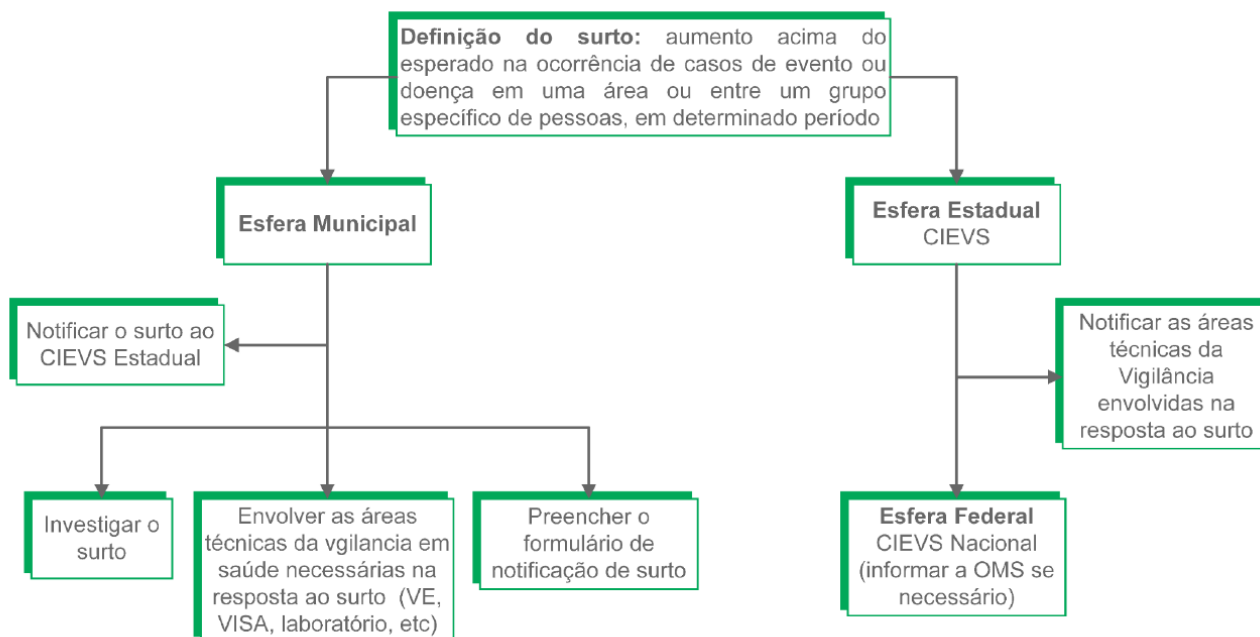 Definição do surto: aumento acima do
esperado na ocorrência de casos de evento ou
doença em uma área ou entre um grupo
específico de pessoas, em determinado período
Esfera Municipal
Esfera Estadual
CIEVS
Notificar o surto ao
CIEVS Estadual
Notificar as áreas
técnicas da
Vigilância
envolvidas na
resposta ao surto
Investigar o
surto
Envolver as áreas
técnicas da vgilancia em
saúde necessárias na
resposta ao surto (VE,
VISA, laboratório, etc)
Preencher o
formulário de
notificação de surto
Esfera Federal
CIEVS Nacional
(informar a OMS se
necessário)